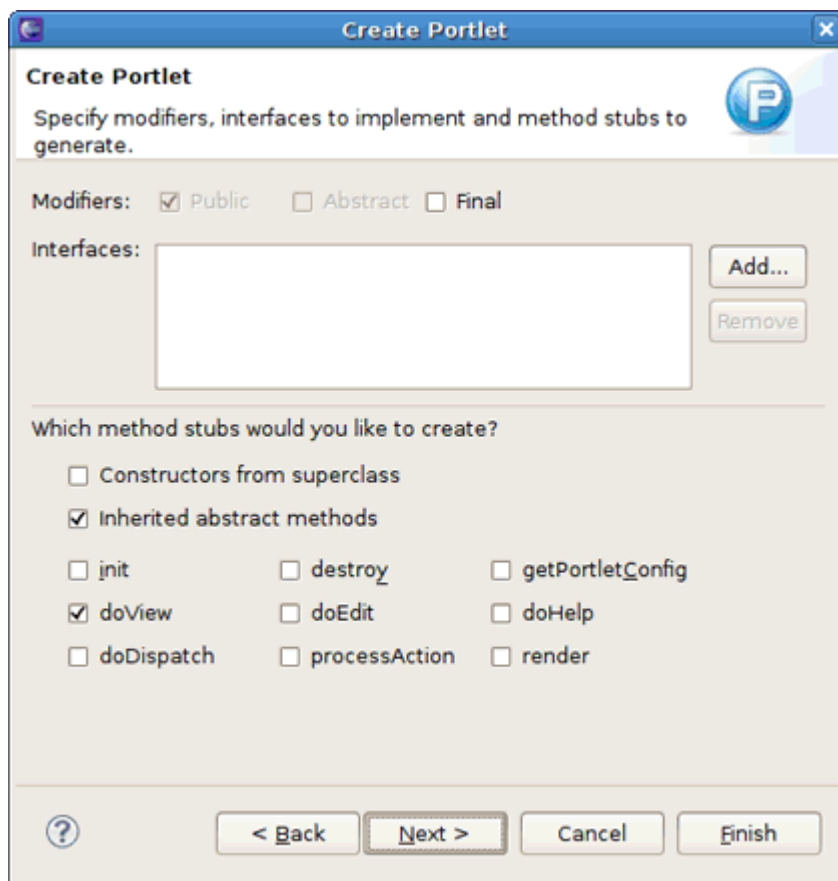 Create Portlet
Create Portlet
Specify modifiers, interfaces to implement and method stubs to
generate.
P
Modifiers: Public Abstract Final
Interfaces:
Add...
Remove
Which method stubs would you like to create?
Constructors from superclass
Inherited abstract methods
init destroy getPortletConfig
doView doEdit doHelp
doDispatch processAction render
? < Back Next > Cancel Finish